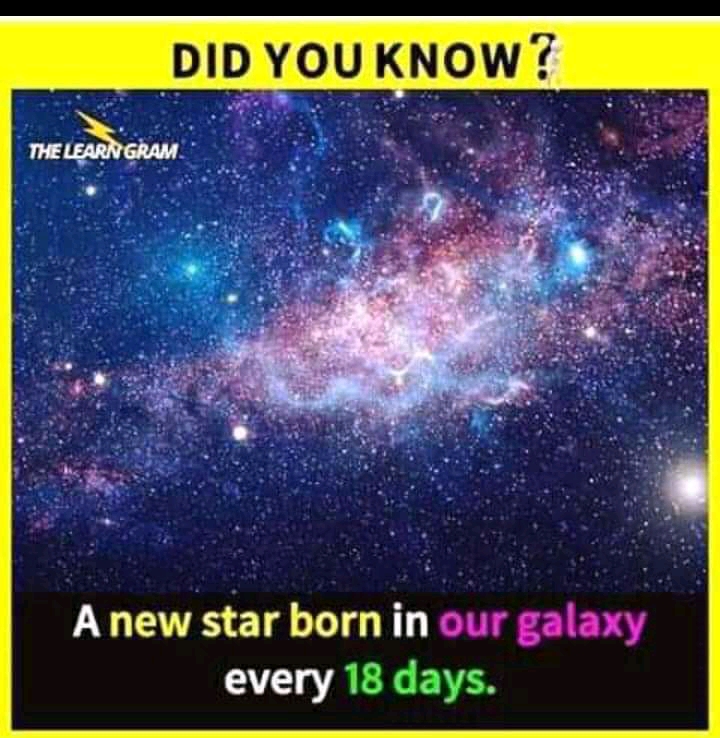 DID YOU KNOW?
THE LEARN GRAM
A new star born in our galaxy
every 18 days.